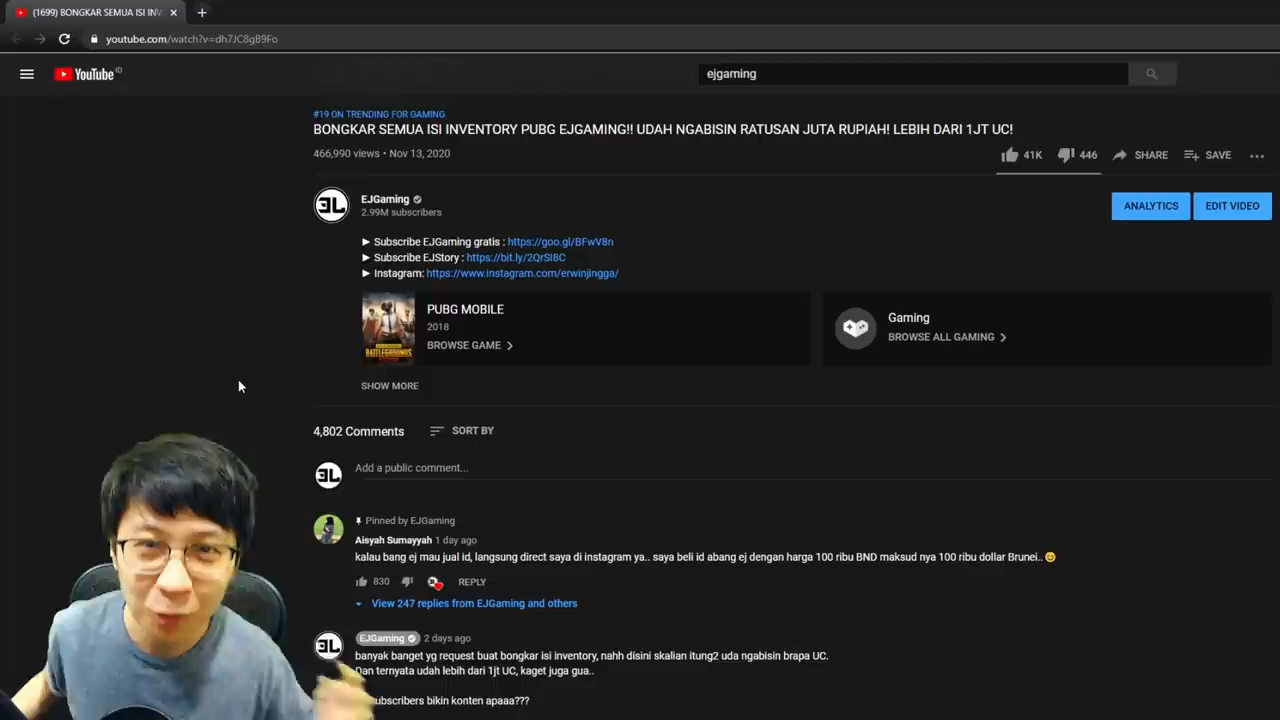 (1699) BONGKAR SEMUA ISI INV
youtube.com/watch?v=dh7JC8gB9Fo
YouTube ID
ejgaming
#19 ON TRENDING FOR GAMING
BONGKAR SEMUA ISI INVENTORY PUBG EJGAMING!! UDAH NGABISIN RATUSAN JUTA RUPIAH! LEBIH DARI 1JT UC!
466,990 views • Nov 13, 2020
41K 446 SHARE SAVE
EJGaming
2.99M subscribers
ANALYTICS EDIT VIDEO
► Subscribe EJGaming gratis : https://goo.gl/BFwV8n
► Subscribe EJStory : https://bit.ly/2QrSI8C
► Instagram: https://www.instagram.com/erwinjingga/
PUBG MOBILE
2018
BROWSE GAME
BATTLEGROUNDS
Gaming
BROWSE ALL GAMING
SHOW MORE
4,802 Comments SORT BY
Add a public comment...
Pinned by EJGaming
Aisyah Sumayyah 1 day ago
kalau bang ej mau jual id, langsung direct saya di instagram ya.. saya beli id abang ej dengan harga 100 ribu BND maksud nya 100 ribu dollar Brunei.. 😊
830 REPLY
View 247 replies from EJGaming and others
EJGaming 2 days ago
banyak banget yg request buat bongkar isi inventory, nahh disini skalian itung2 uda ngabisin brapa UC.
Dan ternyata udah lebih dari 1jt UC, kaget juga gua..
subscribers bikin konten apaaa???